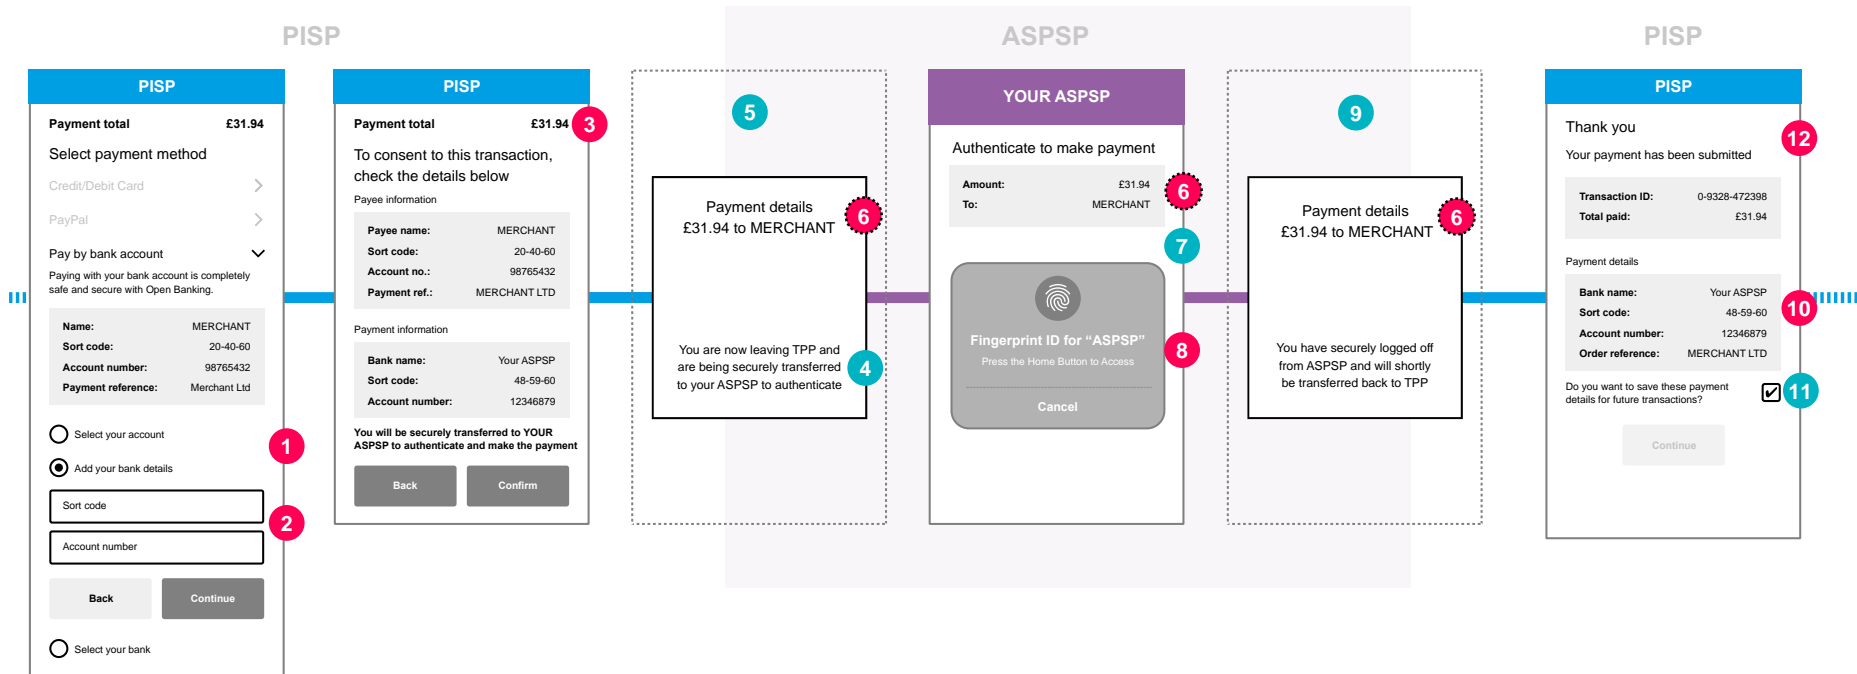 PISP
ASPSP
PISP
PISP
Payment total £31.94
Select payment method
Credit/Debit Card
PayPal
Pay by bank account
Paying with your bank account is completely
safe and secure with Open Banking.
Name: MERCHANT
Sort code: 20-40-60
Account number: 98765432
Payment reference: Merchant Ltd
Select your account
1
Add your bank details
Sort code
2
Account number
Back Continue
Select your bank
PISP
Payment total £31.94
3
To consent to this transaction,
check the details below
Payee information
Payee name: MERCHANT
Sort code: 20-40-60
Account no.: 98765432
Payment ref.: MERCHANT LTD
Payment information
Bank name: Your ASPSP
Sort code: 48-59-60
Account number: 12346879
You will be securely transferred to YOUR
ASPSP to authenticate and make the payment
Back Confirm
5
Payment details
£31.94 to MERCHANT
6
You are now leaving TPP and
are being securely transferred
to your ASPSP to authenticate
4
YOUR ASPSP
Authenticate to make payment
Amount: £31.94
To: MERCHANT
6
7
Fingerprint ID for “ASPSP”
Press the Home Button to Access
8
Cancel
9
Payment details
£31.94 to MERCHANT
6
You have securely logged off
from ASPSP and will shortly
be transferred back to TPP
PISP
Thank you
12
Your payment has been submitted
Transaction ID: 0-9328-472398
Total paid: £31.94
Payment details
Bank name: Your ASPSP
Sort code: 48-59-60
10
Account number: 12346879
Order reference: MERCHANT LTD
Do you want to save these payment
details for future transactions?
11
Continue